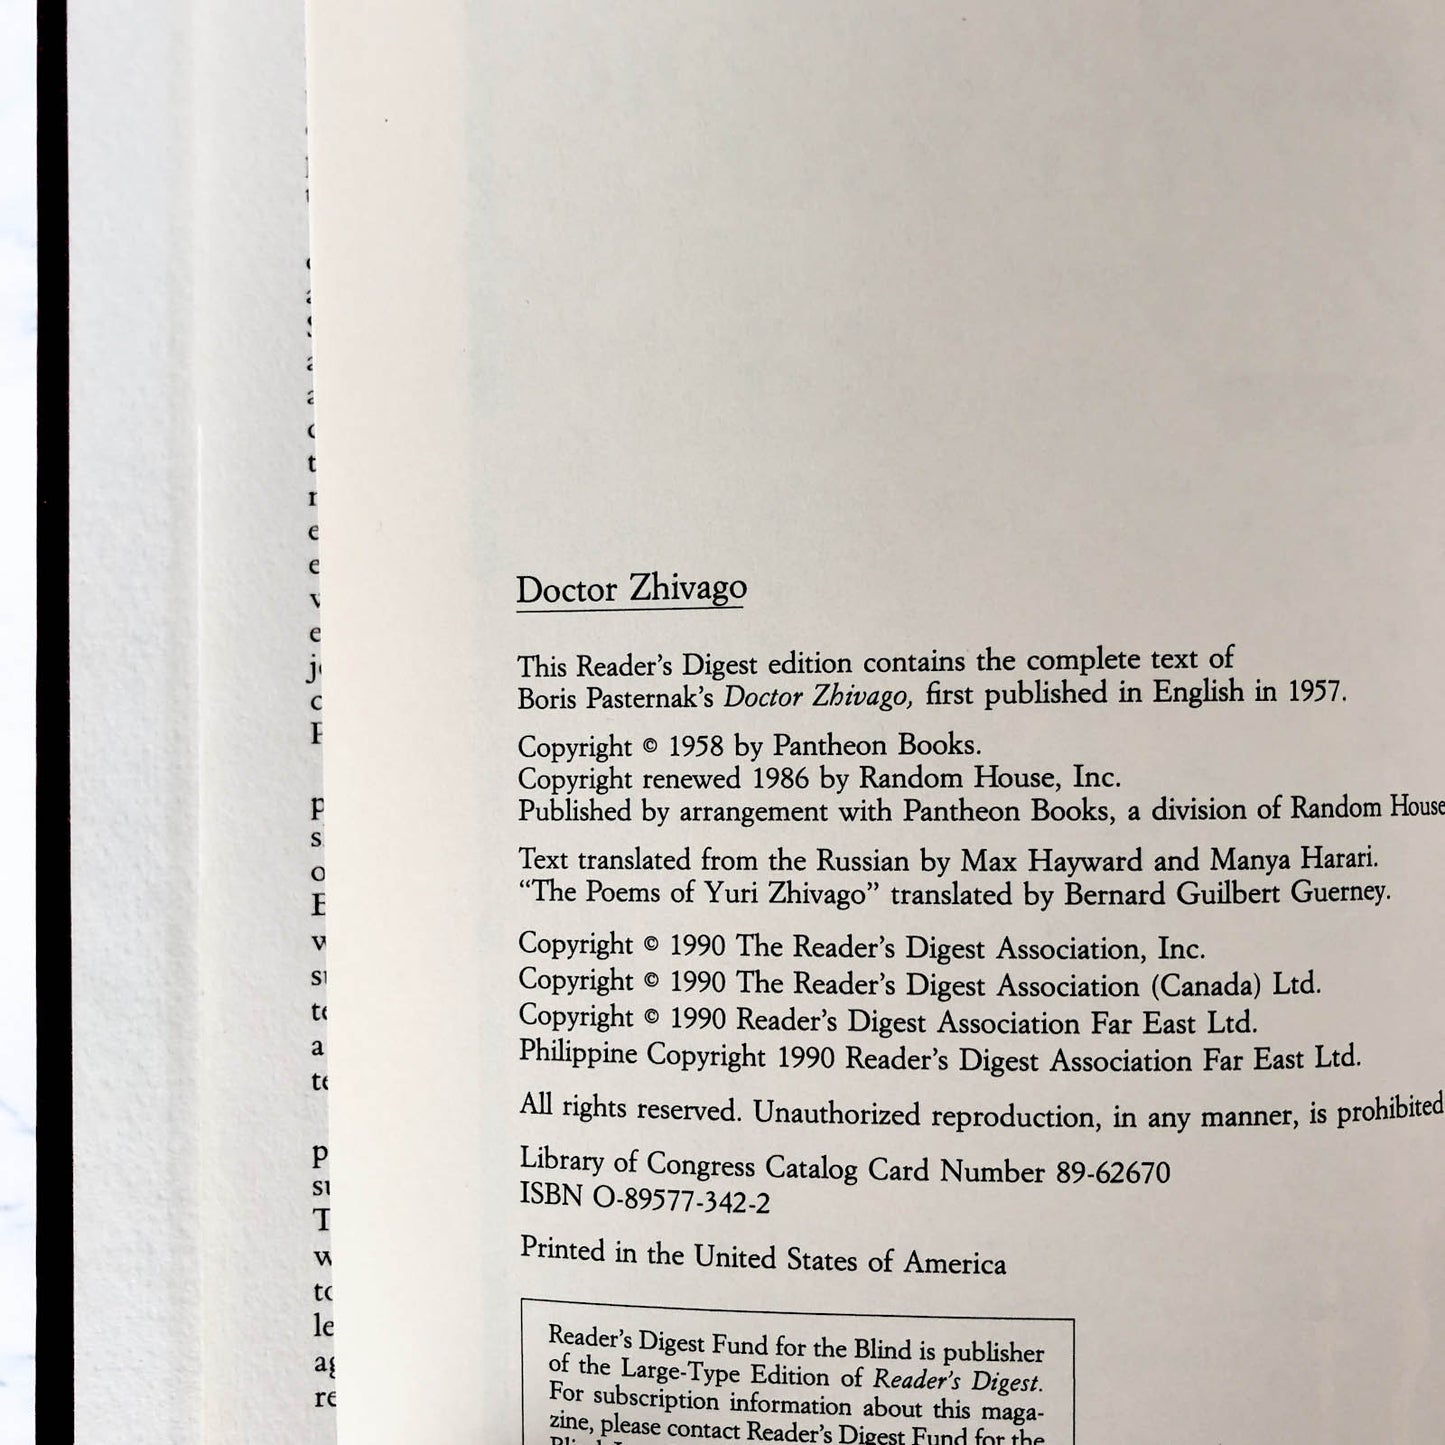 Doctor Zhivago
This Reader's Digest edition contains the complete text of
Boris Pasternak's Doctor Zhivago, first published in English in 1957.
Copyright © 1958 by Pantheon Books.
Copyright renewed 1986 by Random House, Inc.
Published by arrangement with Pantheon Books, a division of Random House
Text translated from the Russian by Max Hayward and Manya Harari.
“The Poems of Yuri Zhivago” translated by Bernard Guilbert Guerney.
Copyright © 1990 The Reader's Digest Association, Inc.
Copyright © 1990 The Reader's Digest Association (Canada) Ltd.
Copyright © 1990 Reader's Digest Association Far East Ltd.
Philippine Copyright 1990 Reader's Digest Association Far East Ltd.
All rights reserved. Unauthorized reproduction, in any manner, is prohibited
Library of Congress Catalog Card Number 89-62670
ISBN O-89577-342-2
Printed in the United States of America
Reader's Digest Fund for the Blind is publisher
of the Large-Type Edition of Reader's Digest.
For subscription information about this maga-
zine, please contact Reader's Digest Fund for the